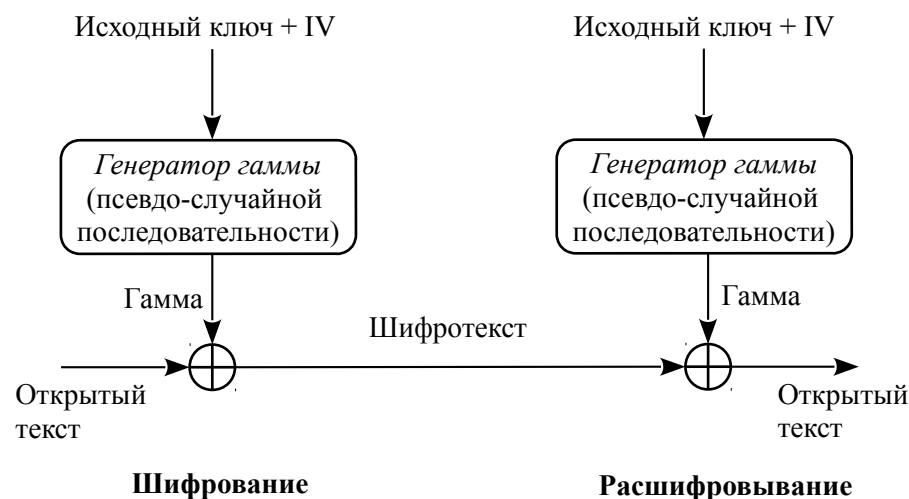 Исходный ключ + IV
Исходный ключ + IV
Генератор гаммы
(псевдо-случайной
последовательности)
Генератор гаммы
(псевдо-случайной
последовательности)
Гамма
Гамма
Шифротекст
Открытый
текст
Открытый
текст
Шифрование
Расшифровывание